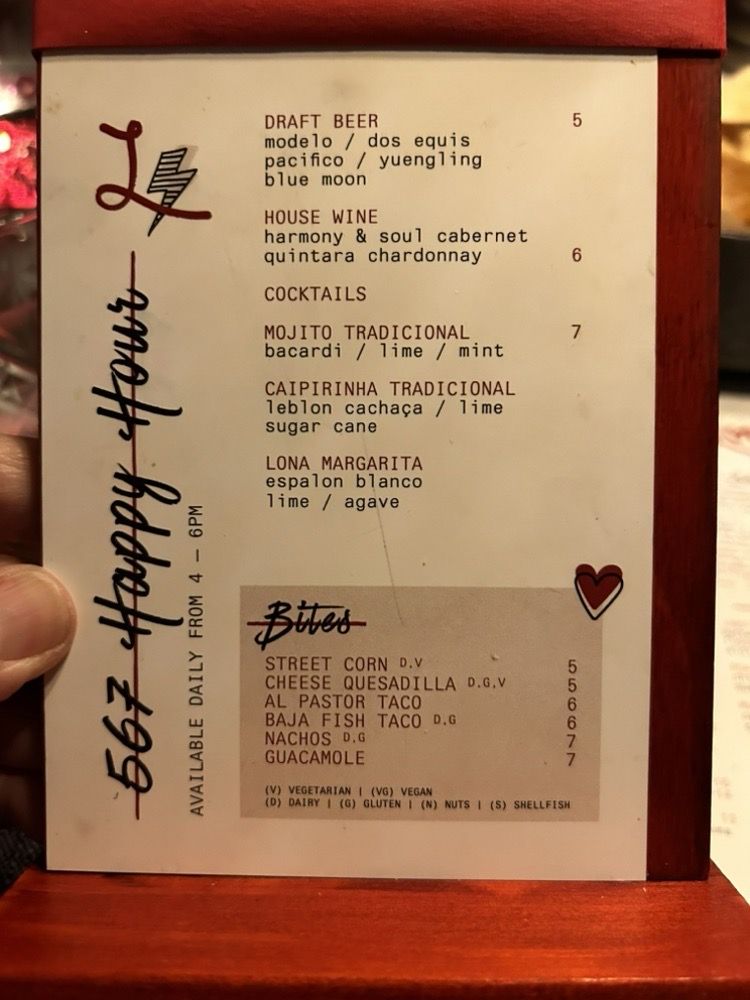 L
567 Happy Hour
AVAILABLE DAILY FROM 4 – 6PM
DRAFT BEER 5
modelo / dos equis
pacifico / yuengling
blue moon
HOUSE WINE
harmony & soul cabernet
quintara chardonnay 6
COCKTAILS
MOJITO TRADICIONAL 7
bacardi / lime / mint
CAIPIRINHA TRADICIONAL
leblon cachaça / lime
sugar cane
LONA MARGARITA
espalon blanco
lime / agave
Bites
STREET CORN D,V 5
CHEESE QUESADILLA D,G,V 5
AL PASTOR TACO 6
BAJA FISH TACO D,G 6
NACHOS D,G 7
GUACAMOLE 7
(V) VEGETARIAN | (VG) VEGAN
(D) DAIRY | (G) GLUTEN | (N) NUTS | (S) SHELLFISH